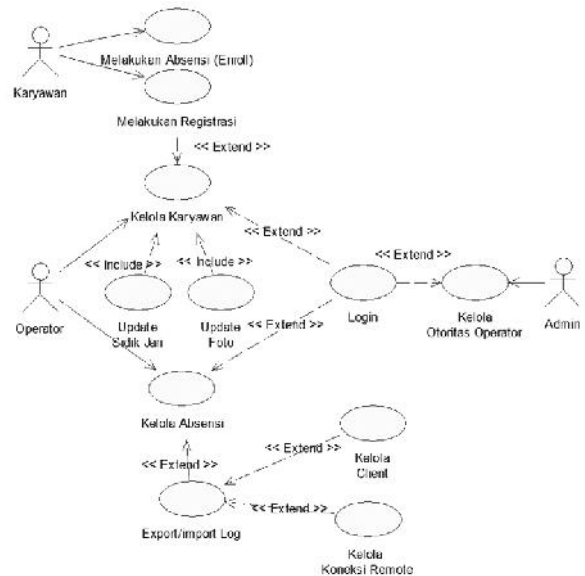 Melakukan Absensi (Enroll)
Karyawan
Melakukan Registrasi
<< Extend >>
Kelola Karyawan
<< Extend >>
<< Extend >>
<< Include >>
<< Include >>
Operator
Update
Sidik Jari
Update
Foto
Login
Kelola
Otoritas Operator
Admin
<< Extend >>
Kelola Absensi
<< Extend >>
<< Extend >>
Kelola
Client
<< Extend >>
Export/import Log
Kelola
Koneksi Remote